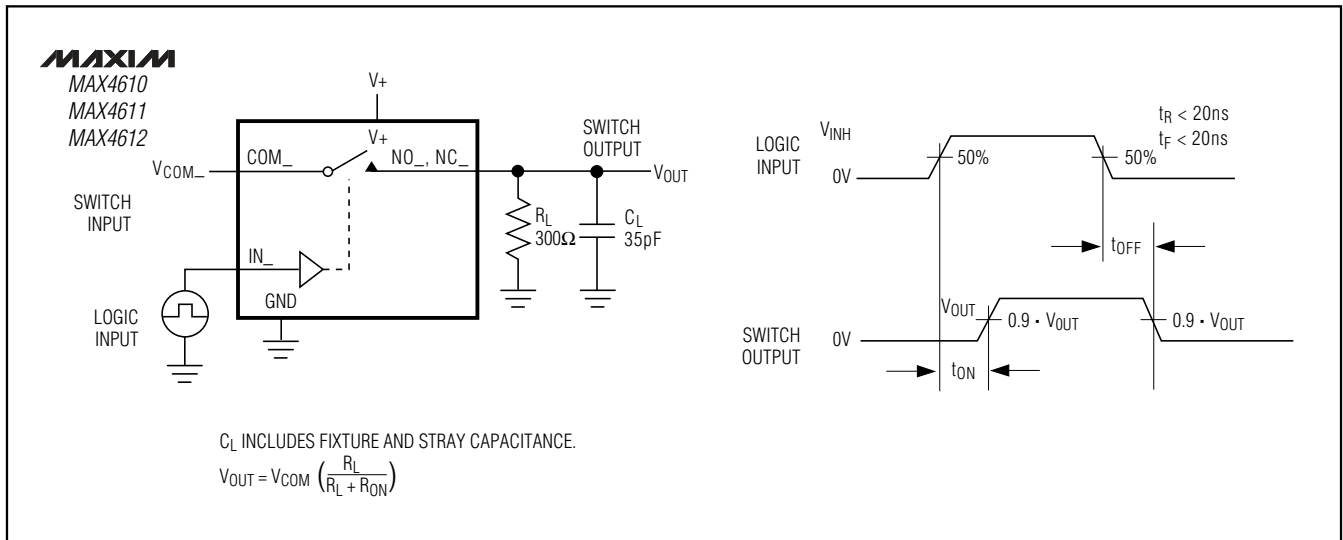 MAXIM
MAX4610
MAX4611
MAX4612
V+
V+
COM_
NO_, NC_
VCOM_
SWITCH
INPUT
SWITCH
OUTPUT
VOUT
RL
300Ω
CL
35pF
IN_
GND
LOGIC
INPUT
CL INCLUDES FIXTURE AND STRAY CAPACITANCE.
VOUT = VCOM (RL / RL + RON)
tR < 20ns
tF < 20ns
LOGIC
INPUT
VINH
0V
50%
50%
tOFF
SWITCH
OUTPUT
VOUT
0V
0.9 · VOUT
0.9 · VOUT
tON